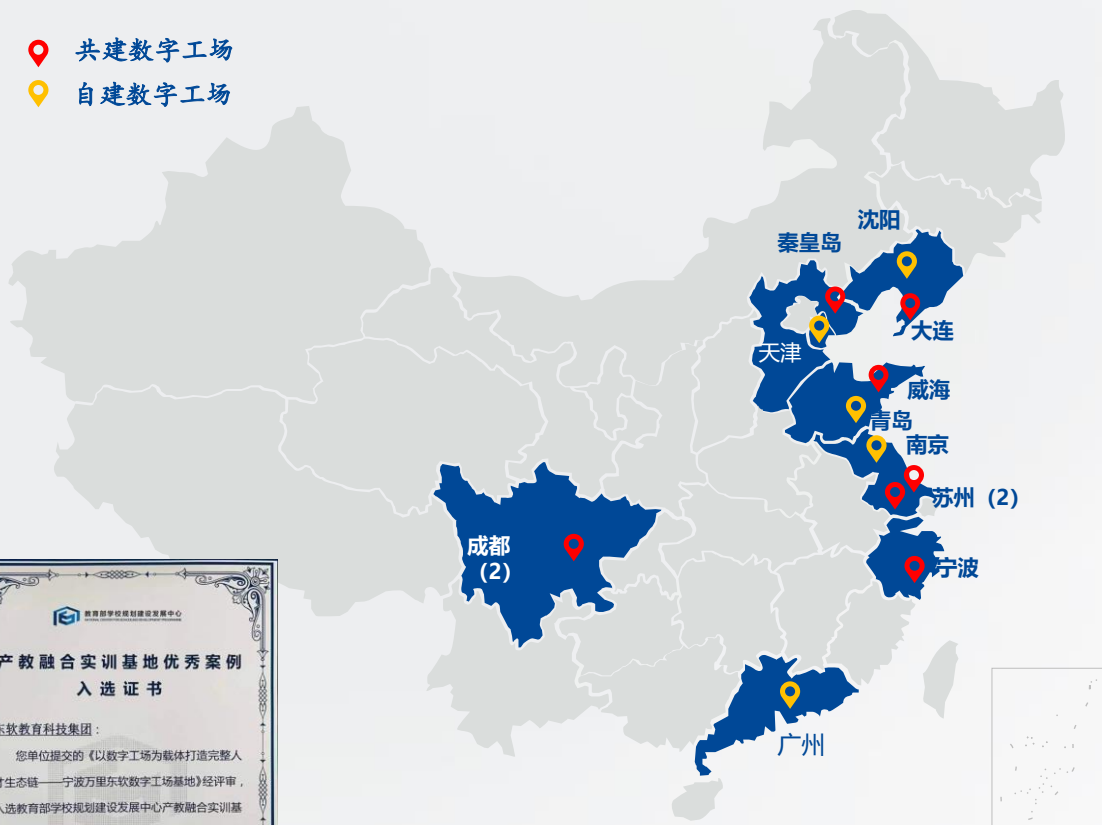 共建数字工场
自建数字工场
沈阳
秦皇岛
大连
天津
威海
青岛
南京
苏州（2）
成都
（2）
宁波
广州
教育部学校规划建设发展中心
产教融合实训基地优秀案例
入选证书
东软教育科技集团：
您单位提交的《以数字工场为载体打造完整人
才生态链——宁波万里东软数字工场基地》经评审，
入选教育部学校规划建设发展中心产教融合实训基